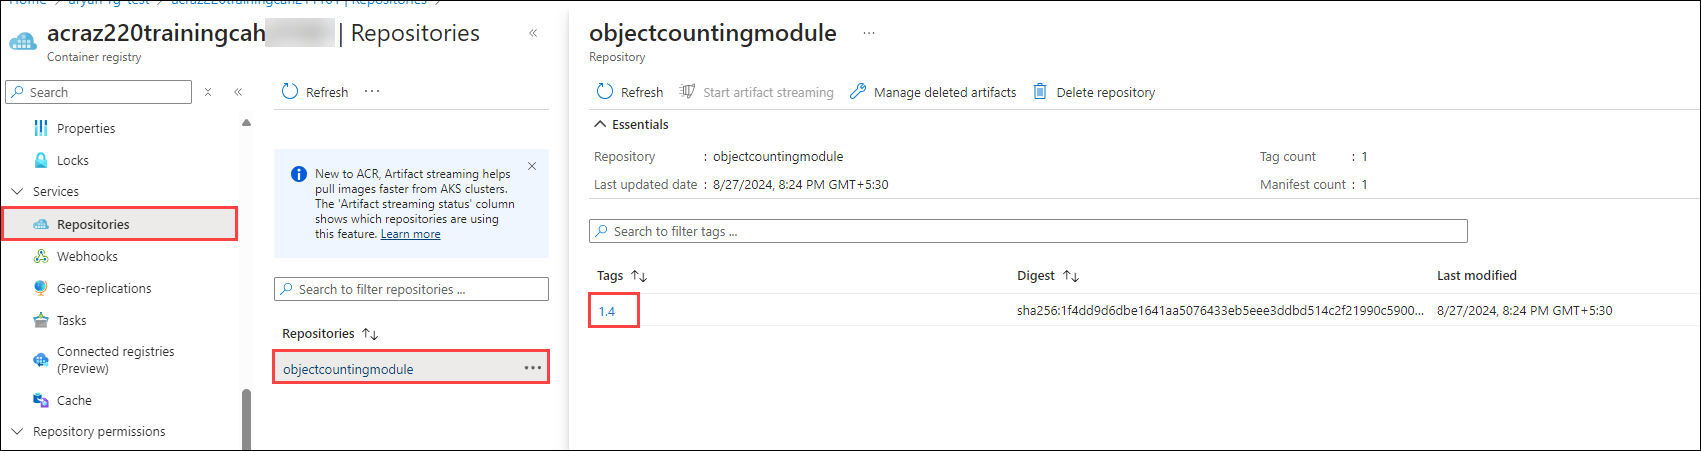 Home > aryan-rg-test >
| Repositories >
acraz220trainingcah
| Repositories
«
Container registry
Search
«
Properties
Locks
Services
Repositories
Webhooks
Geo-replications
Tasks
Connected registries
(Preview)
Cache
Repository permissions
Refresh
...
New to ACR, Artifact streaming helps
pull images faster from AKS clusters.
The 'Artifact streaming status' column
shows which repositories are using
this feature. Learn more
Search to filter repositories ...
Repositories
objectcountingmodule
...
objectcountingmodule
...
Repository
Refresh
Start artifact streaming
Manage deleted artifacts
Delete repository
Essentials
Repository : objectcountingmodule
Tag count : 1
Last updated date : 8/27/2024, 8:24 PM GMT+5:30
Manifest count : 1
Search to filter tags ...
Tags
Digest
Last modified
1.4
sha256:1f4dd9d6dbe1641aa5076433eb5eee3ddbd514c2f21990c5900...
8/27/2024, 8:24 PM GMT+5:30